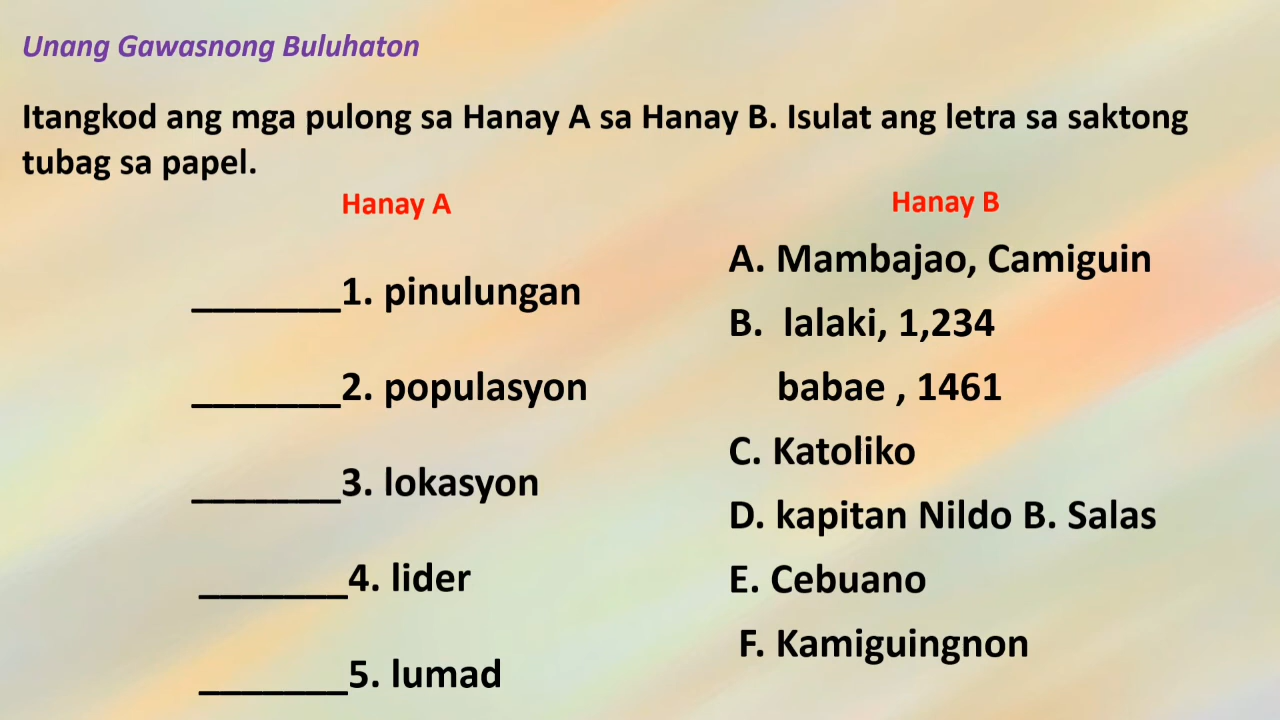 Unang Gawasnong Buluhaton
Itangkod ang mga pulong sa Hanay A sa Hanay B. Isulat ang letra sa saktong
tubag sa papel.
Hanay A
_______1. pinulungan
_______2. populasyon
_______3. lokasyon
_______4. lider
_______5. lumad
Hanay B
A. Mambajao, Camiguin
B. lalaki, 1,234
babae , 1461
C. Katoliko
D. kapitan Nildo B. Salas
E. Cebuano
F. Kamiguingnon